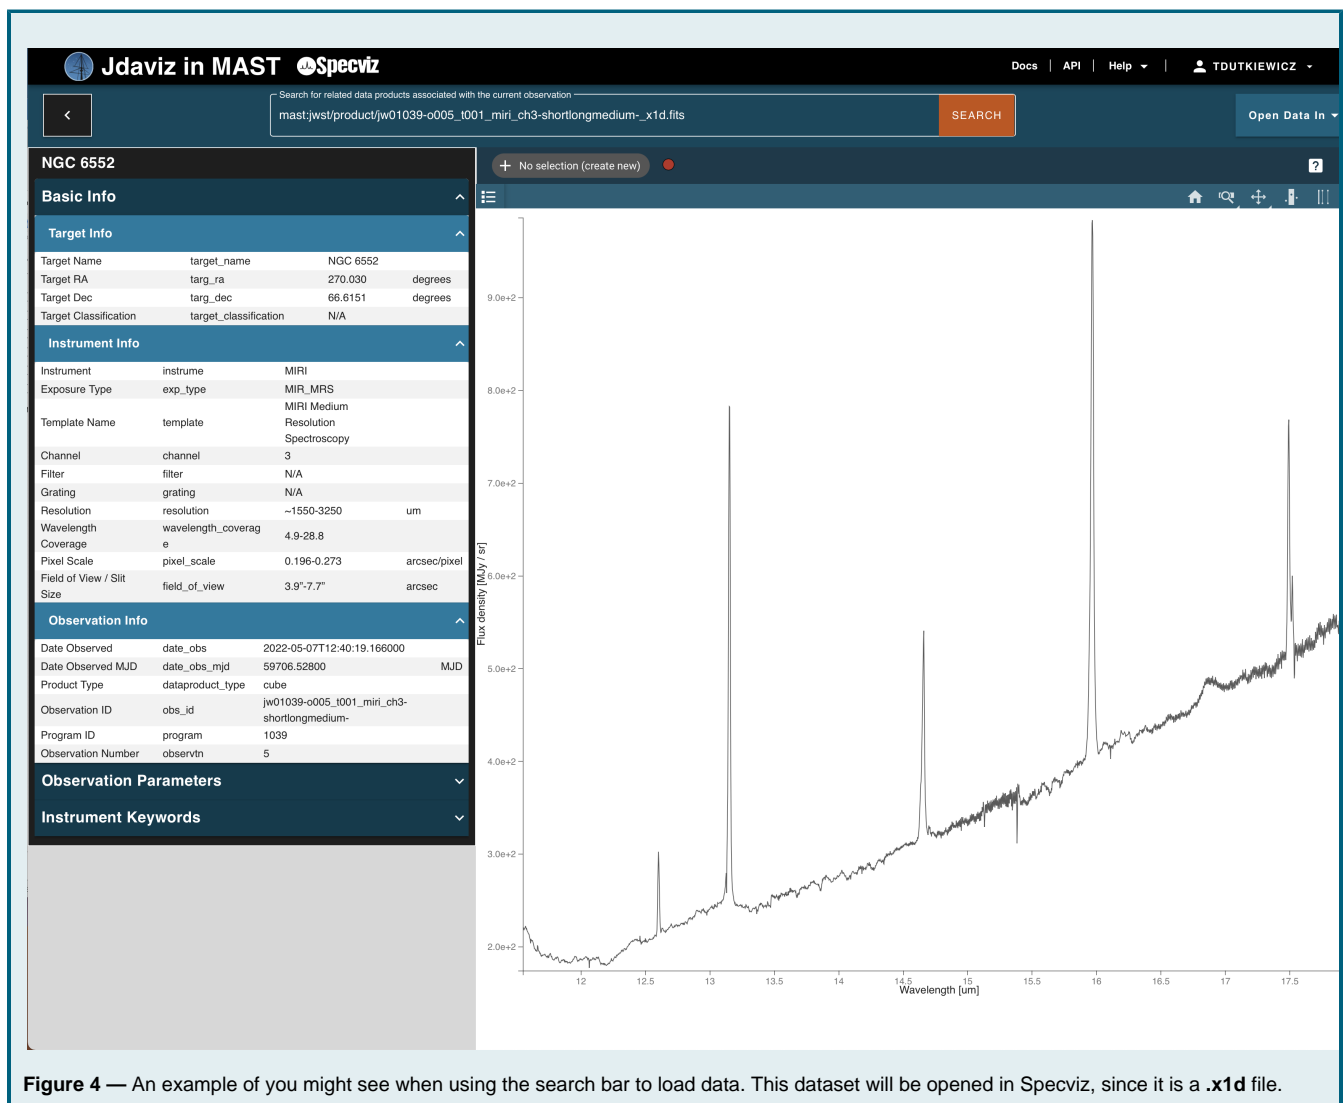 Jdaviz in MAST Specviz
Docs | API | Help | TDUTKIEWICZ
Search for related data products associated with the current observation
mast:jwst/product/jw01039-o005_t001_miri_ch3-shortlongmedium-_x1d.fits
SEARCH
Open Data In
NGC 6552
+ No selection (create new)
?
Basic Info
Target Info
Target Name target_name NGC 6552
Target RA targ_ra 270.030 degrees
Target Dec targ_dec 66.6151 degrees
Target Classification target_classification N/A
Instrument Info
Instrument instrume MIRI
Exposure Type exp_type MIR_MRS
Template Name template MIRI Medium
Resolution
Spectroscopy
Channel channel 3
Filter filter N/A
Grating grating N/A
Resolution resolution ~1550-3250 um
Wavelength
Coverage wavelength_coverag
e 4.9-28.8
Pixel Scale pixel_scale 0.196-0.273 arcsec/pixel
Field of View / Slit
Size field_of_view 3.9"-7.7" arcsec
Observation Info
Date Observed date_obs 2022-05-07T12:40:19.166000
Date Observed MJD date_obs_mjd 59706.52800 MJD
Product Type dataproduct_type cube
Observation ID obs_id jw01039-o005_t001_miri_ch3-
shortlongmedium-
Program ID program 1039
Observation Number observtn 5
Observation Parameters
Instrument Keywords
Flux density [MJy / sr]
9.0e+2
8.0e+2
7.0e+2
6.0e+2
5.0e+2
4.0e+2
3.0e+2
2.0e+2
12 12.5 13 13.5 14 14.5 15 15.5 16 16.5 17 17.5
Wavelength [um]
Figure 4 — An example of you might see when using the search bar to load data. This dataset will be opened in Specviz, since it is a .x1d file.